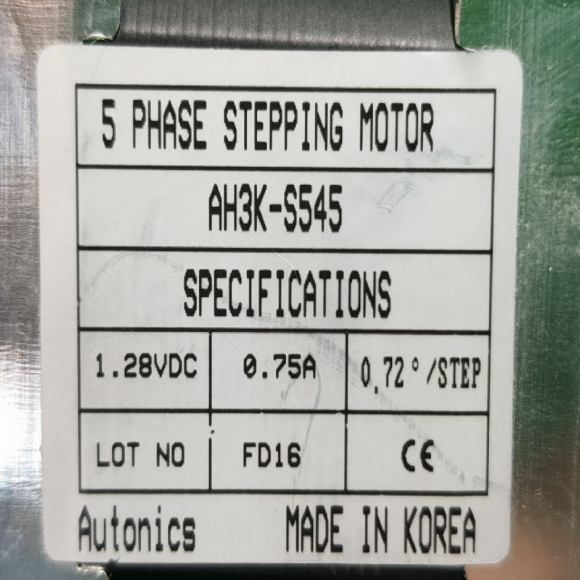 5 PHASE STEPPING MOTOR
AH3K-S545
SPECIFICATIONS
1.28VDC 0.75A 0.72°/STEP
LOT NO FD16 CE
Autonics MADE IN KOREA